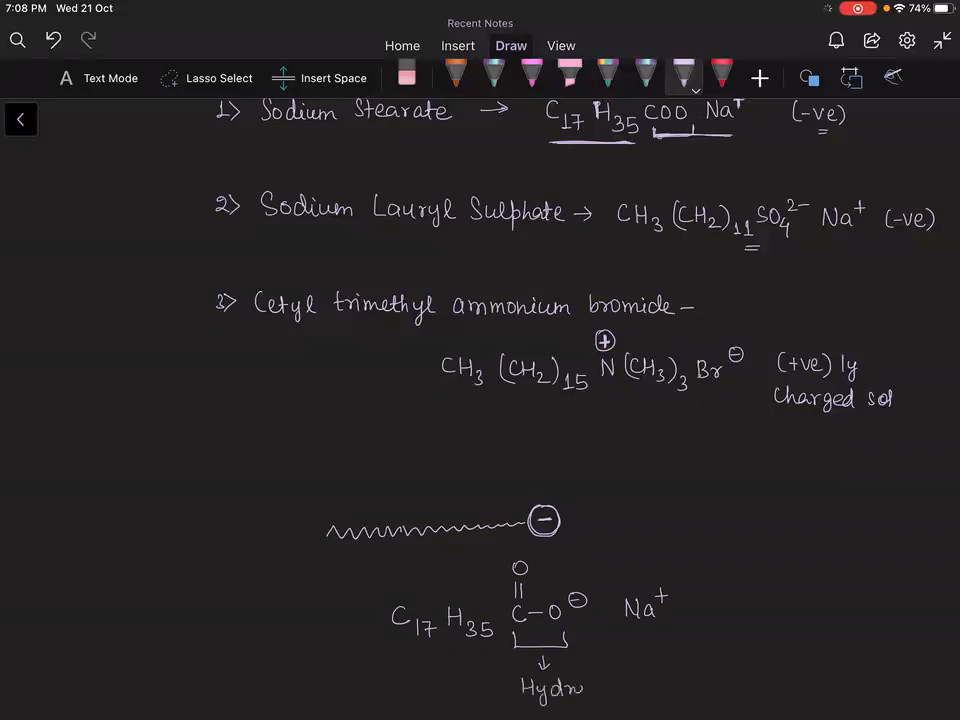 7:08 PM Wed 21 Oct 74%
Recent Notes
Home Insert Draw View
A Text Mode Lasso Select Insert Space
1> Sodium Stearate → C17 H35 COO Na+ (-ve)
2> Sodium Lauryl Sulphate → CH3 (CH2)11 SO4 2- Na+ (-ve)
3> Cetyl trimethyl ammonium bromide -
CH3 (CH2)15 N⊕ (CH3)3 Br⊖ (+ve) ly
charged sol
−
O
||
C17 H35 C-O⊖ Na+
↓
Hydro